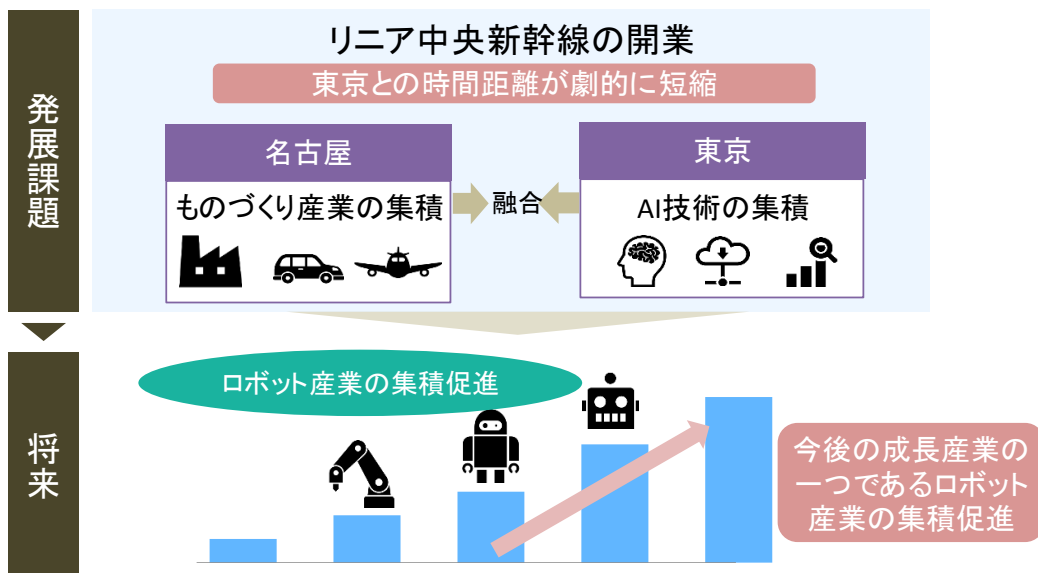 発展課題
リニア中央新幹線の開業
東京との時間距離が劇的に短縮
名古屋
ものづくり産業の集積
融合
東京
AI技術の集積
将来
ロボット産業の集積促進
今後の成長産業の
一つであるロボット
産業の集積促進